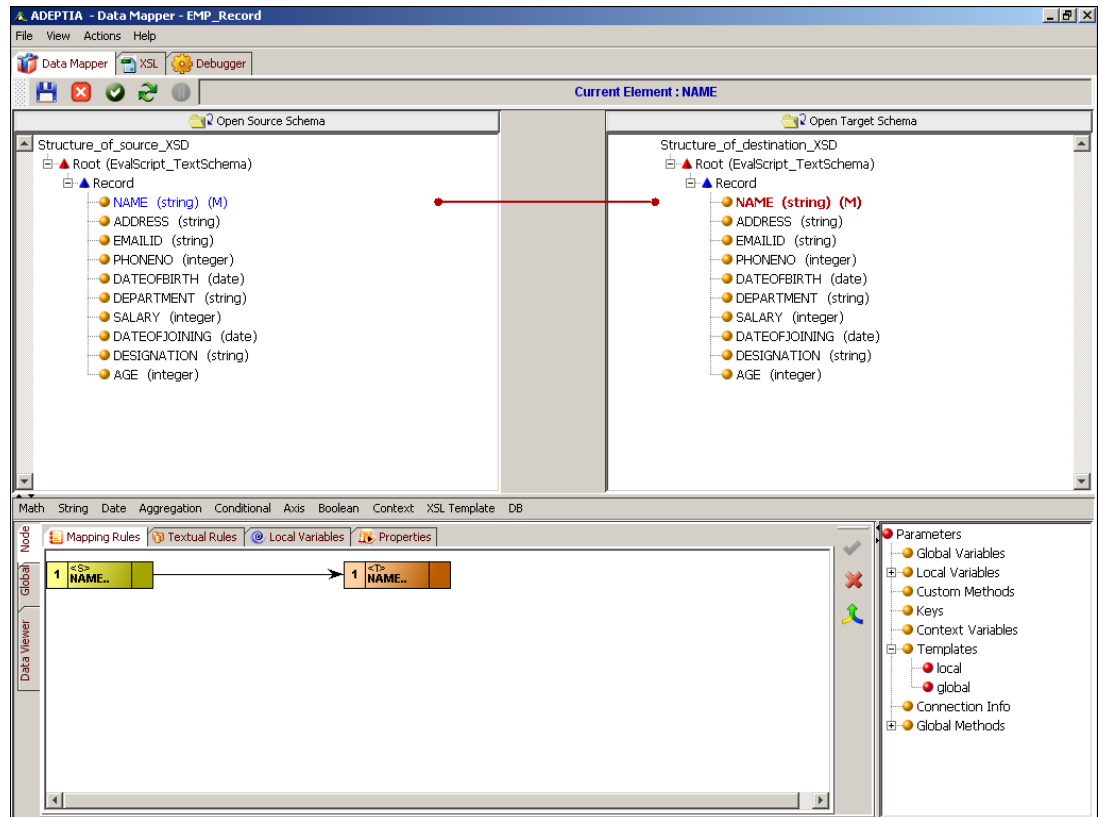 ADEPTIA - Data Mapper - EMP_Record
File View Actions Help
Data Mapper XSL Debugger
Current Element : NAME
Open Source Schema
Structure_of_source_XSD
Root (EvalScript_TextSchema)
Record
NAME (string) (M)
ADDRESS (string)
EMAILID (string)
PHONENO (integer)
DATEOFBIRTH (date)
DEPARTMENT (string)
SALARY (integer)
DATEOFJOINING (date)
DESIGNATION (string)
AGE (integer)
Open Target Schema
Structure_of_destination_XSD
Root (EvalScript_TextSchema)
Record
NAME (string) (M)
ADDRESS (string)
EMAILID (string)
PHONENO (integer)
DATEOFBIRTH (date)
DEPARTMENT (string)
SALARY (integer)
DATEOFJOINING (date)
DESIGNATION (string)
AGE (integer)
Math String Date Aggregation Conditional Axis Boolean Context XSL Template DB
Node
Global
Data Viewer
Mapping Rules Textual Rules Local Variables Properties
1 <S> NAME..
1 <T> NAME..
Parameters
Global Variables
Local Variables
Custom Methods
Keys
Context Variables
Templates
local
global
Connection Info
Global Methods